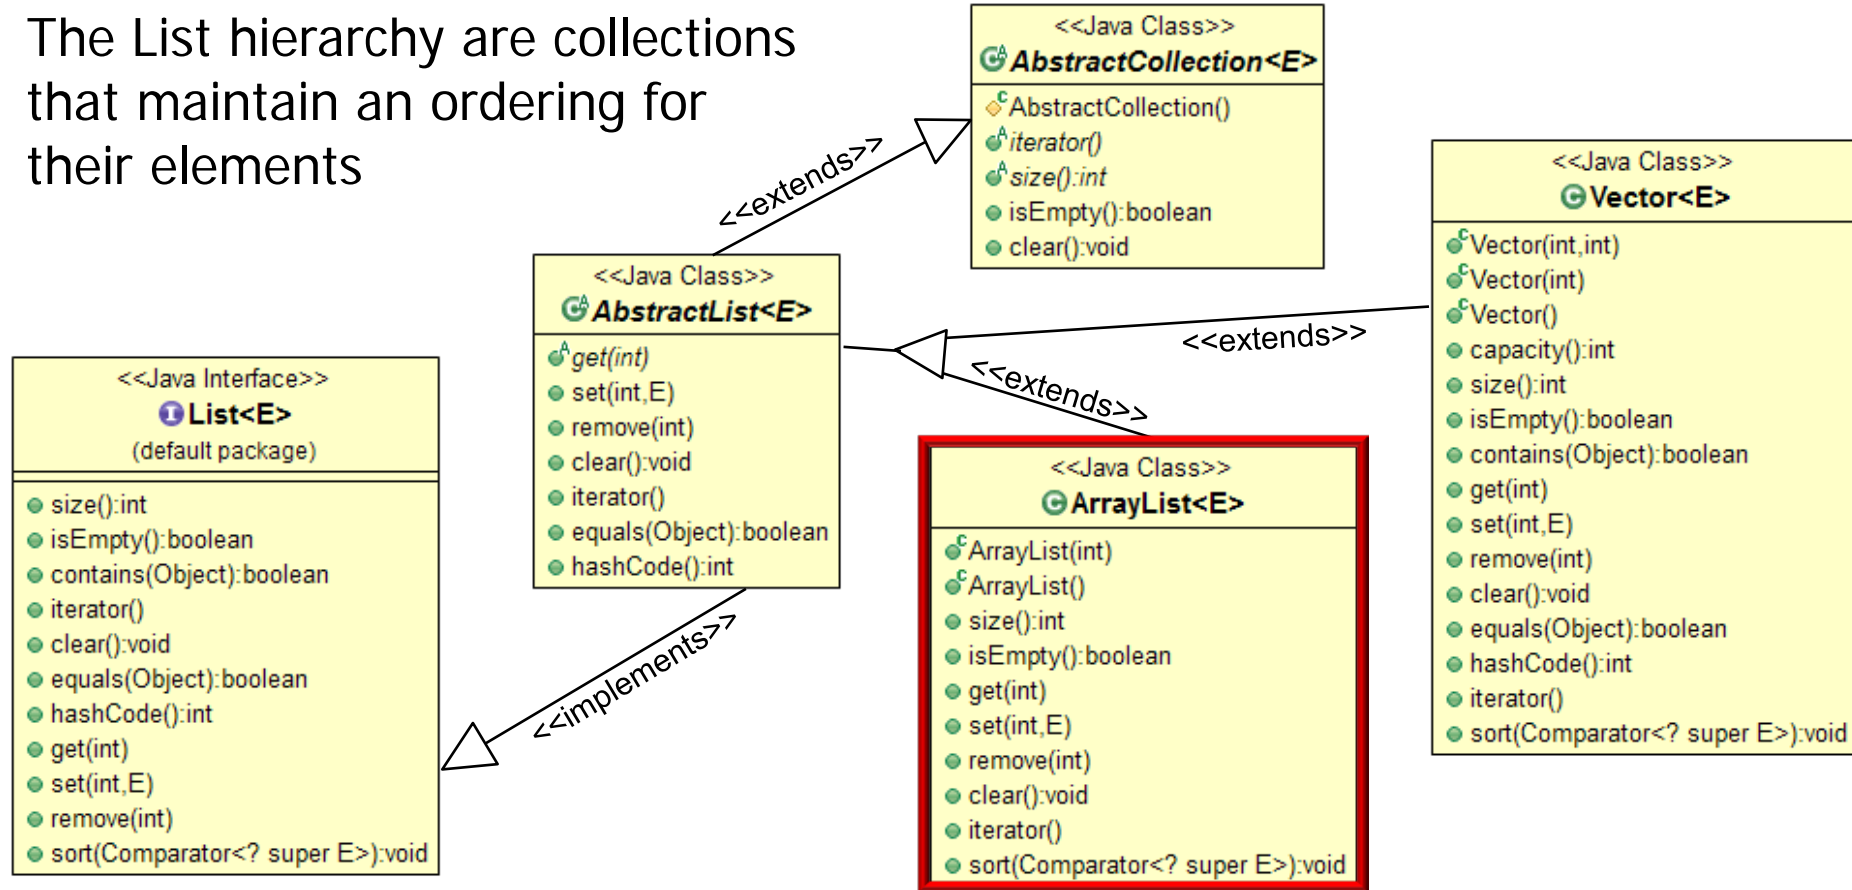 The List hierarchy are collections
that maintain an ordering for
their elements
<<Java Class>>
AbstractCollection<E>
AbstractCollection()
iterator()
size():int
isEmpty():boolean
clear():void
<<extends>>
<<Java Class>>
Vector<E>
Vector(int,int)
Vector(int)
Vector()
capacity():int
size():int
isEmpty():boolean
contains(Object):boolean
get(int)
set(int,E)
remove(int)
clear():void
equals(Object):boolean
hashCode():int
iterator()
sort(Comparator<? super E>):void
<<Java Class>>
AbstractList<E>
get(int)
set(int,E)
remove(int)
clear():void
iterator()
equals(Object):boolean
hashCode():int
<<extends>>
<<extends>>
<<Java Interface>>
List<E>
(default package)
size():int
isEmpty():boolean
contains(Object):boolean
iterator()
clear():void
equals(Object):boolean
hashCode():int
get(int)
set(int,E)
remove(int)
sort(Comparator<? super E>):void
<<implements>>
<<Java Class>>
ArrayList<E>
ArrayList(int)
ArrayList()
size():int
isEmpty():boolean
get(int)
set(int,E)
remove(int)
clear():void
iterator()
sort(Comparator<? super E>):void